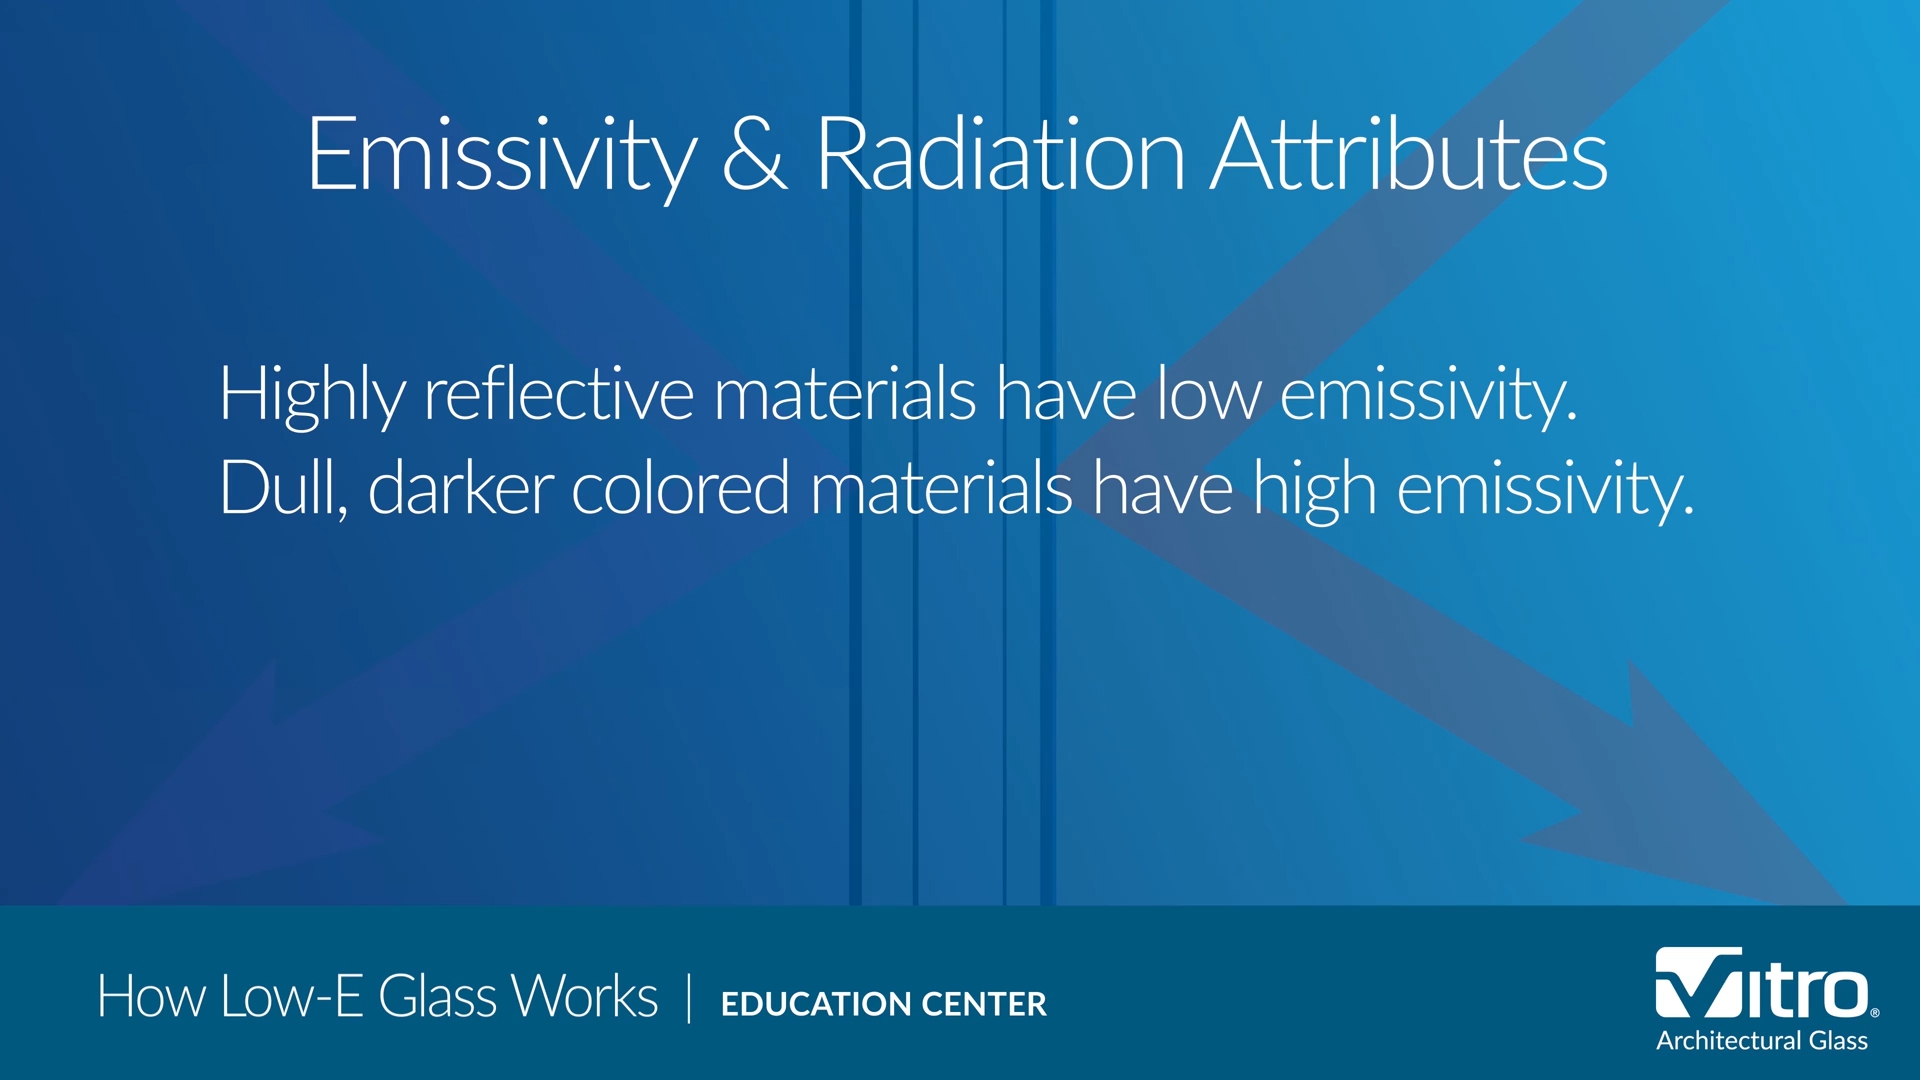 Emissivity & Radiation Attributes
Highly reflective materials have low emissivity.
Dull, darker colored materials have high emissivity.
How Low-E Glass Works | EDUCATION CENTER
Vitro®
Architectural Glass